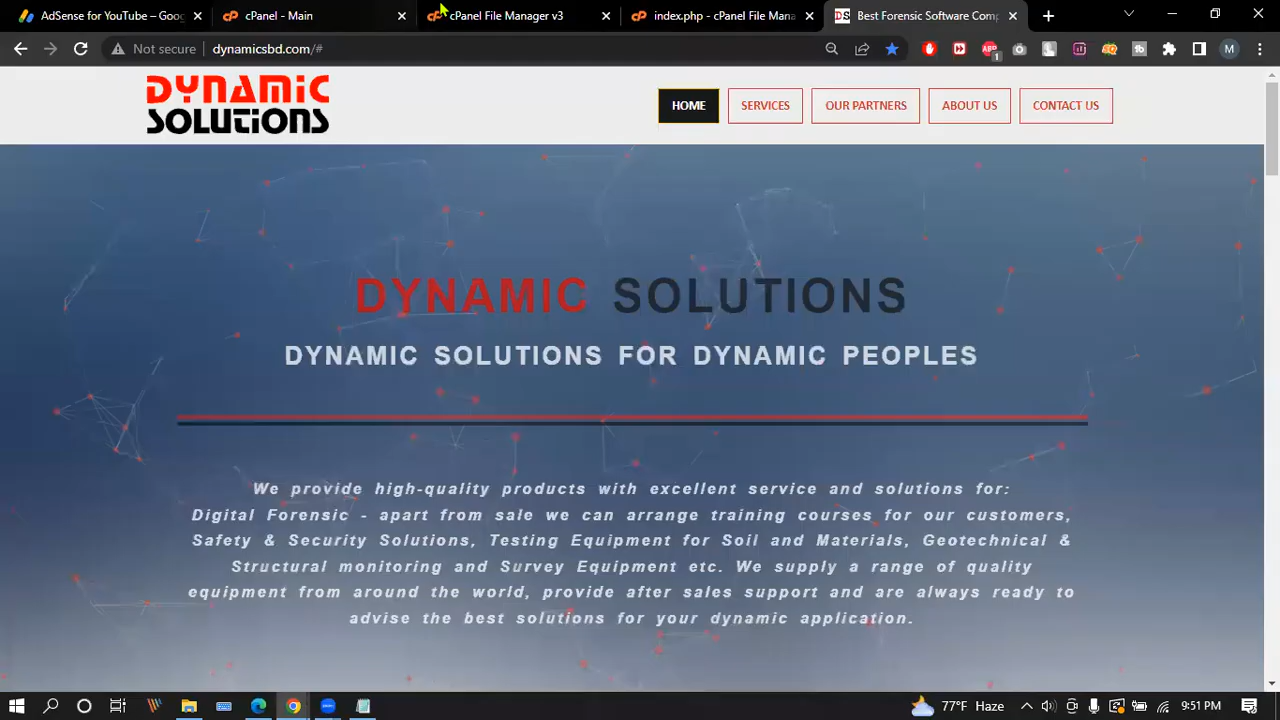 AdSense for YouTube – Goog
cPanel - Main
cPanel File Manager v3
index.php - cPanel File Mana
DS
Best Forensic Software Comp
Not secure
dynamicsbd.com/#
ABP
1
M
DYNAMIC
SOLUTIONS
HOME
SERVICES
OUR PARTNERS
ABOUT US
CONTACT US
DYNAMIC SOLUTIONS
DYNAMIC SOLUTIONS FOR DYNAMIC PEOPLES
We provide high-quality products with excellent service and solutions for:
Digital Forensic - apart from sale we can arrange training courses for our customers,
Safety & Security Solutions, Testing Equipment for Soil and Materials, Geotechnical &
Structural monitoring and Survey Equipment etc. We supply a range of quality
equipment from around the world, provide after sales support and are always ready to
advise the best solutions for your dynamic application.
77°F Haze
9:51 PM